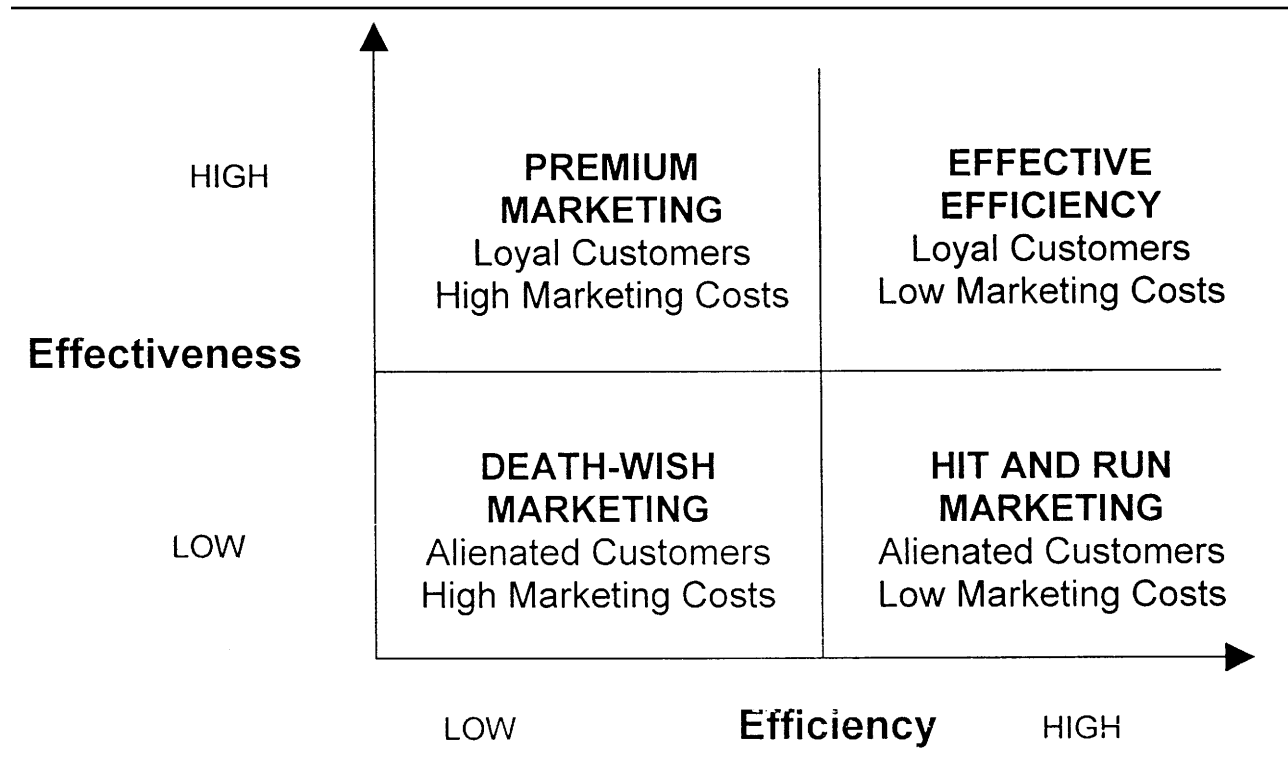 HIGH
PREMIUM
MARKETING
Loyal Customers
High Marketing Costs
EFFECTIVE
EFFICIENCY
Loyal Customers
Low Marketing Costs
Effectiveness
LOW
DEATH-WISH
MARKETING
Alienated Customers
High Marketing Costs
HIT AND RUN
MARKETING
Alienated Customers
Low Marketing Costs
LOW
Efficiency
HIGH